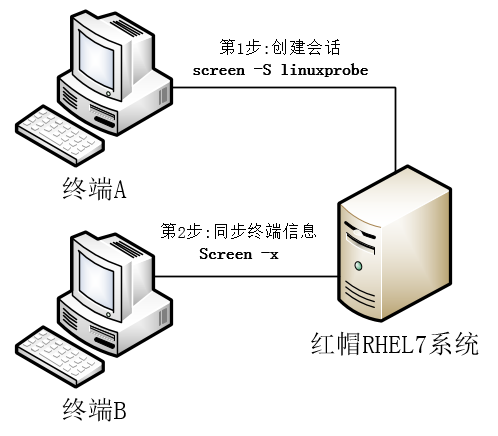 第1步:创建会话
screen -S linuxprobe
终端A
第2步:同步终端信息
Screen -x
红帽RHEL7系统
终端B